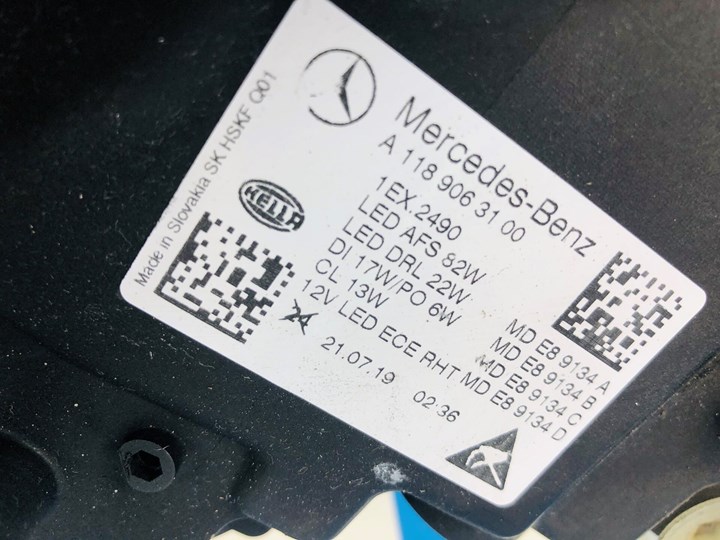 Made in Slovakia SK HSKF Q01
Mercedes-Benz
A 118 906 31 00
HELLA
1EX.2490
LED AFS 82W
LED DRL 22W
DI 17W/PO 6W
CL 13W
12V LED ECE RHT
MD E8 9134 A
MD E8 9134 B
MD E8 9134 C
MD E8 9134 D
21.07.19 02:36